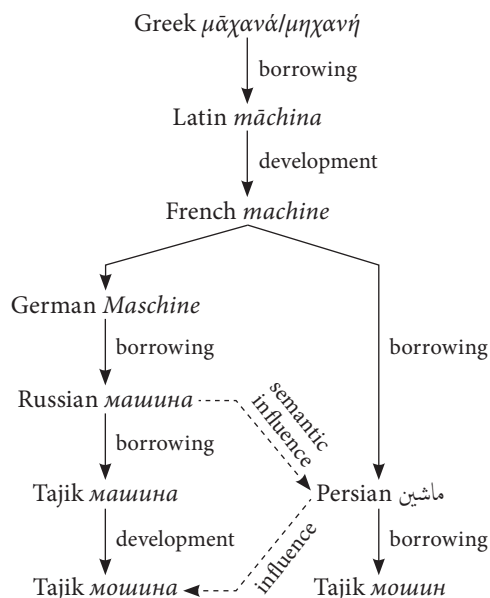 Greek μᾱχανά/μηχανή
borrowing
Latin māchina
development
French machine
German Maschine
borrowing
borrowing
Russian машина
semantic
influence
borrowing
Tajik машина
Persian ماشین
development
influence
borrowing
Tajik мошина
Tajik мошин